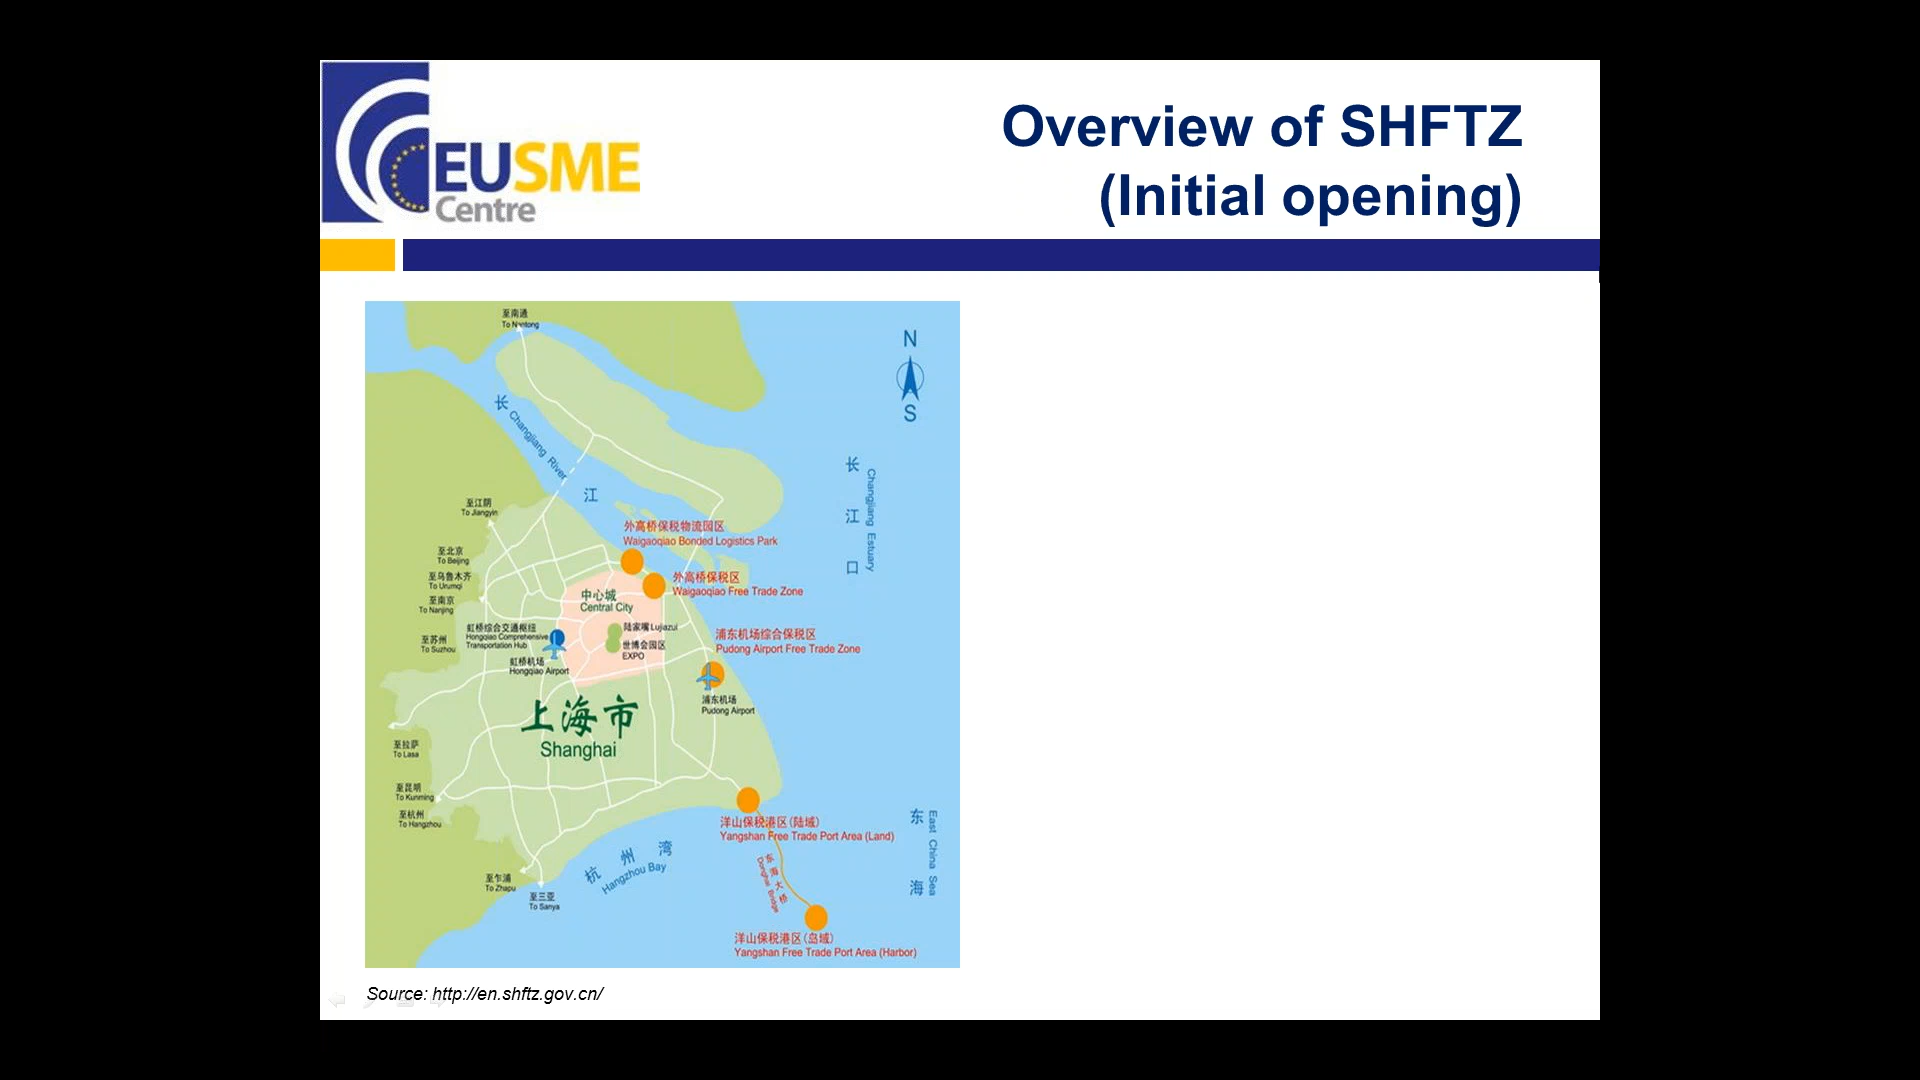 EUSME
Centre
Overview of SHFTZ
(Initial opening)
至南通
To Nantong
N
S
长
Changjiang River
江
长
江
口
Changjiang Estuary
至江阴
To Jiangyin
外高桥保税物流园区
Waigaoqiao Bonded Logistics Park
至北京
To Beijing
外高桥保税区
Waigaoqiao Free Trade Zone
至乌鲁木齐
To Urumqi
中心城
Central City
至南京
To Nanjing
虹桥综合交通枢纽
Hongqiao Comprehensive
Transportation Hub
陆家嘴 Lujiazui
浦东机场综合保税区
Pudong Airport Free Trade Zone
至苏州
To Suzhou
世博会园区
EXPO
虹桥机场
Hongqiao Airport
浦东机场
Pudong Airport
上海市
Shanghai
至拉萨
To Lasa
至昆明
To Kunming
至杭州
To Hangzhou
洋山保税港区(陆域)
Yangshan Free Trade Port Area (Land)
东
海
East China Sea
杭州湾
Hangzhou Bay
东海大桥
Donghai Bridge
至乍浦
To Zhapu
至三亚
To Sanya
洋山保税港区(岛域)
Yangshan Free Trade Port Area (Harbor)
Source: http://en.shftz.gov.cn/